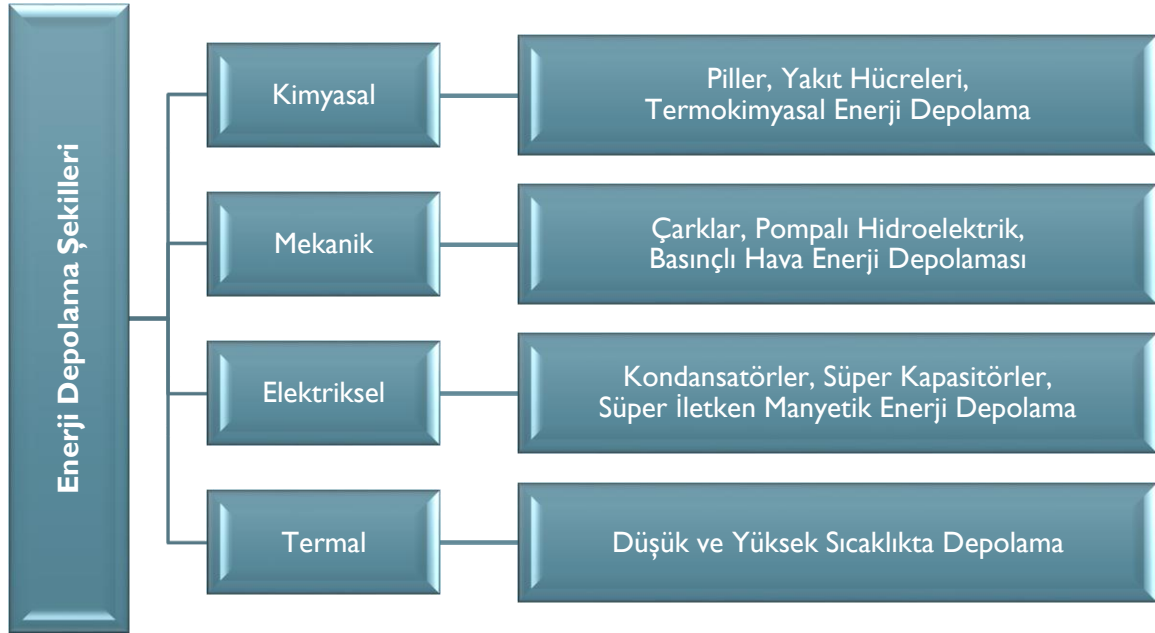 Enerji Depolama Şekilleri
Kimyasal
Piller, Yakıt Hücreleri,
Termokimyasal Enerji Depolama
Mekanik
Çarklar, Pompalı Hidroelektrik,
Basınçlı Hava Enerji Depolaması
Elektriksel
Kondansatörler, Süper Kapasitörler,
Süper İletken Manyetik Enerji Depolama
Termal
Düşük ve Yüksek Sıcaklıkta Depolama